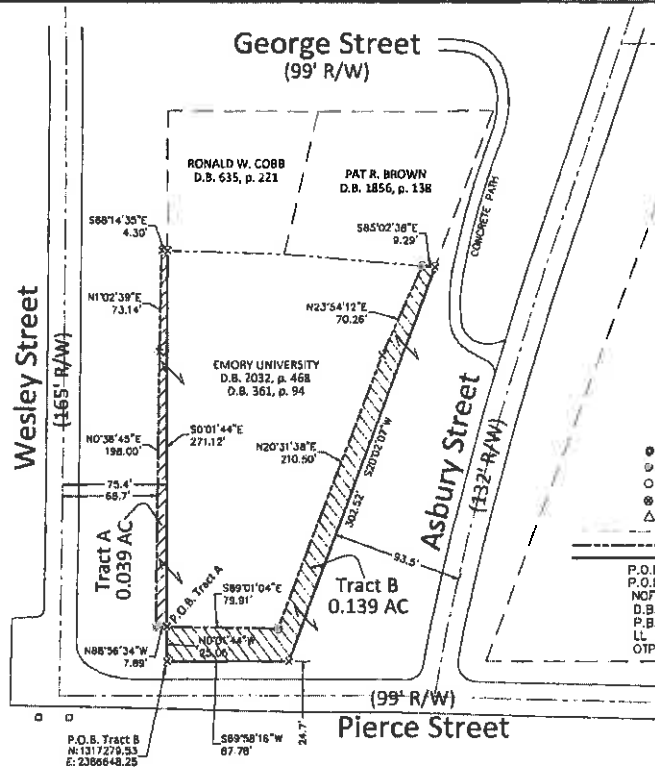 George Street
(99' R/W)
RONALD W. COBB
D.B. 635, p. 221
PAT R. BROWN
D.B. 1856, p. 138
CONCRETE PATH
S88°14'35"E
4.30'
S85°02'36"E
9.29'
N1°02'39"E
73.14'
N23°54'12"E
70.26'
Wesley Street
(165' R/W)
EMORY UNIVERSITY
D.B. 2032, p. 468
D.B. 361, p. 94
N0°38'45"E
198.00'
S0°01'44"E
271.12'
N20°31'38"E
210.50'
S20°02'07"W
302.52'
Asbury Street
(132' R/W)
75.4'
68.7'
93.5'
Tract A
0.039 AC
P.O.B. Tract A
S89°01'04"E
79.91'
Tract B
0.139 AC
N88°56'34"W
7.89'
N0°01'44"W
25.06'
(99' R/W)
Pierce Street
24.7'
P.O.B. Tract B
N: 1317279.53
E: 2386648.25
S89°58'16"W
87.78'
P.O.
P.O.
D.B.
P.B.
LL
OTP